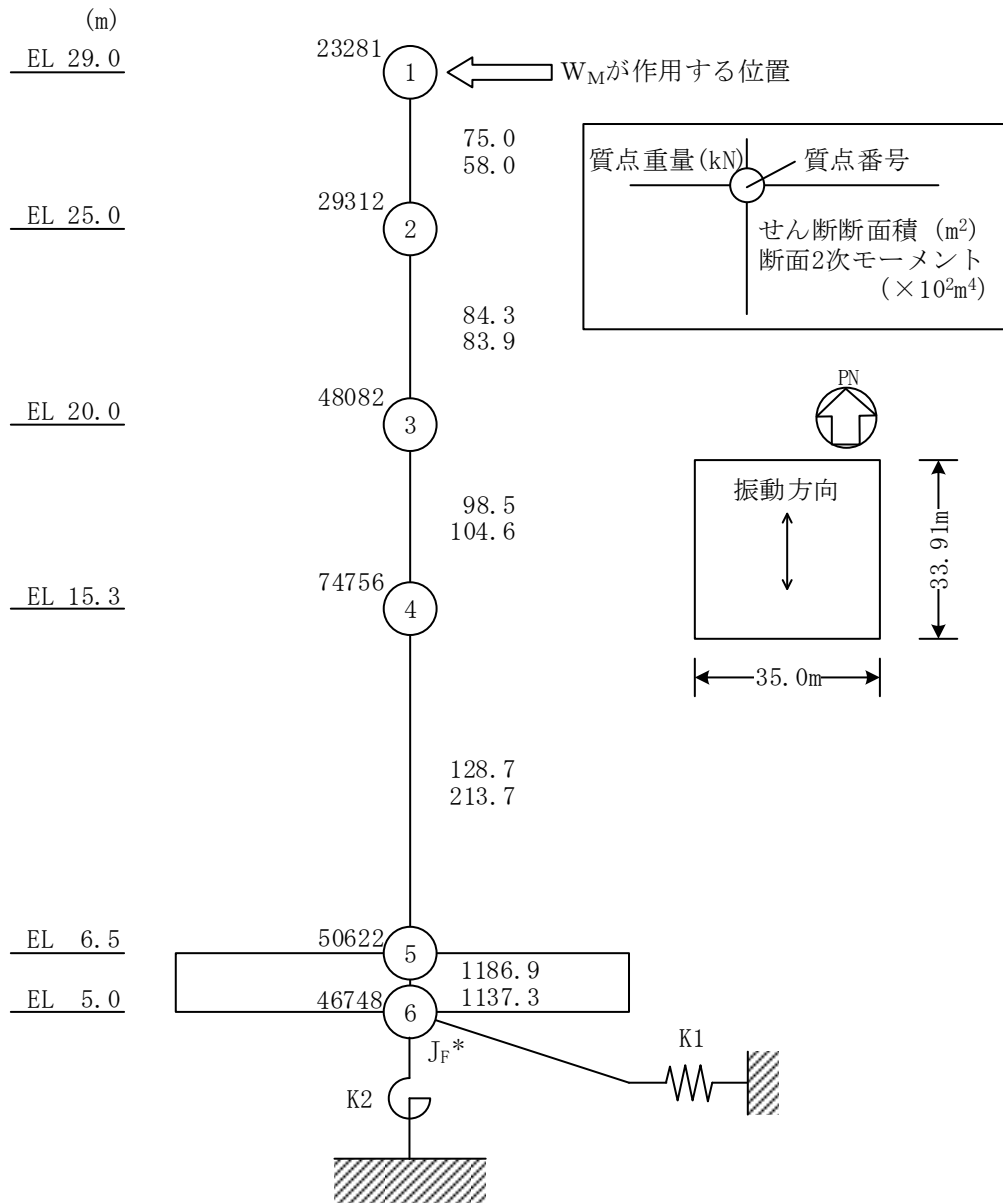 (m)
EL 29.0
23281
1
W_Mが作用する位置
75.0
58.0
質点重量(kN)
質点番号
せん断断面積 (m²)
断面2次モーメント
(×10²m⁴)
EL 25.0
29312
2
84.3
83.9
EL 20.0
48082
3
PN
振動方向
33.91m
35.0m
98.5
104.6
EL 15.3
74756
4
128.7
213.7
EL 6.5
50622
5
1186.9
1137.3
EL 5.0
46748
6
J_F*
K1
K2